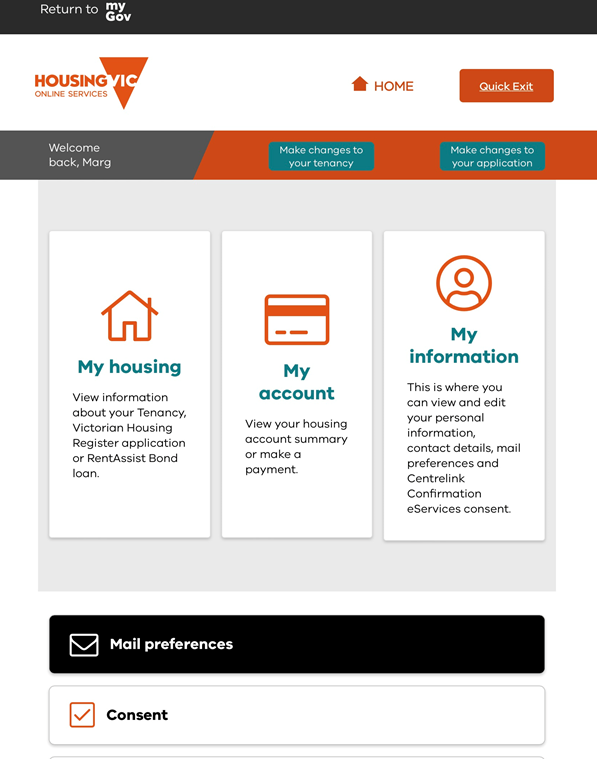 Return to my Gov
HOUSINGVIC
ONLINE SERVICES
HOME
Quick Exit
Welcome
back, Marg
Make changes to
your tenancy
Make changes to
your application
My housing
View information
about your Tenancy,
Victorian Housing
Register application
or RentAssist Bond
loan.
My
account
View your housing
account summary
or make a
payment.
My
information
This is where you
can view and edit
your personal
information,
contact details, mail
preferences and
Centrelink
Confirmation
eServices consent.
Mail preferences
Consent